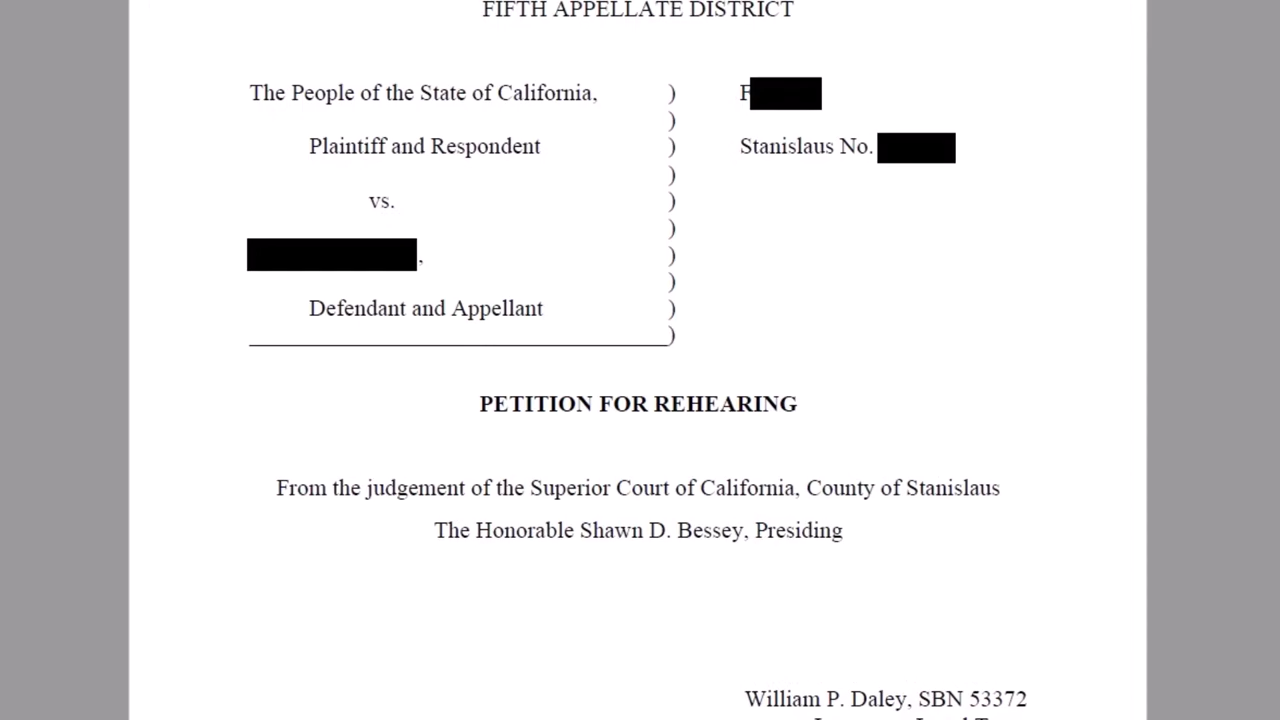 FIFTH APPELLATE DISTRICT
The People of the State of California, ) F
)
Plaintiff and Respondent ) Stanislaus No.
)
vs. )
)
, )
)
Defendant and Appellant )
)
PETITION FOR REHEARING
From the judgement of the Superior Court of California, County of Stanislaus
The Honorable Shawn D. Bessey, Presiding
William P. Daley, SBN 53372